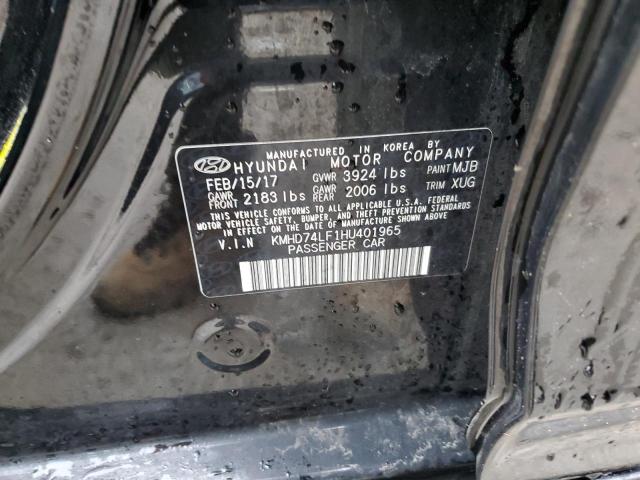 MANUFACTURED IN KOREA BY
HYUNDAI MOTOR COMPANY
FEB/15/17 GVWR 3924 lbs PAINT MJB
GAWR FRONT 2183 lbs GAWR REAR 2006 lbs TRIM XUG
THIS VEHICLE CONFORMS TO ALL APPLICABLE U.S.A. FEDERAL
MOTOR VEHICLE SAFETY, BUMPER, AND THEFT PREVENTION STANDARDS
IN EFFECT ON THE DATE OF MANUFACTURE SHOWN ABOVE.
V.I.N KMHD74LF1HU401965
PASSENGER CAR